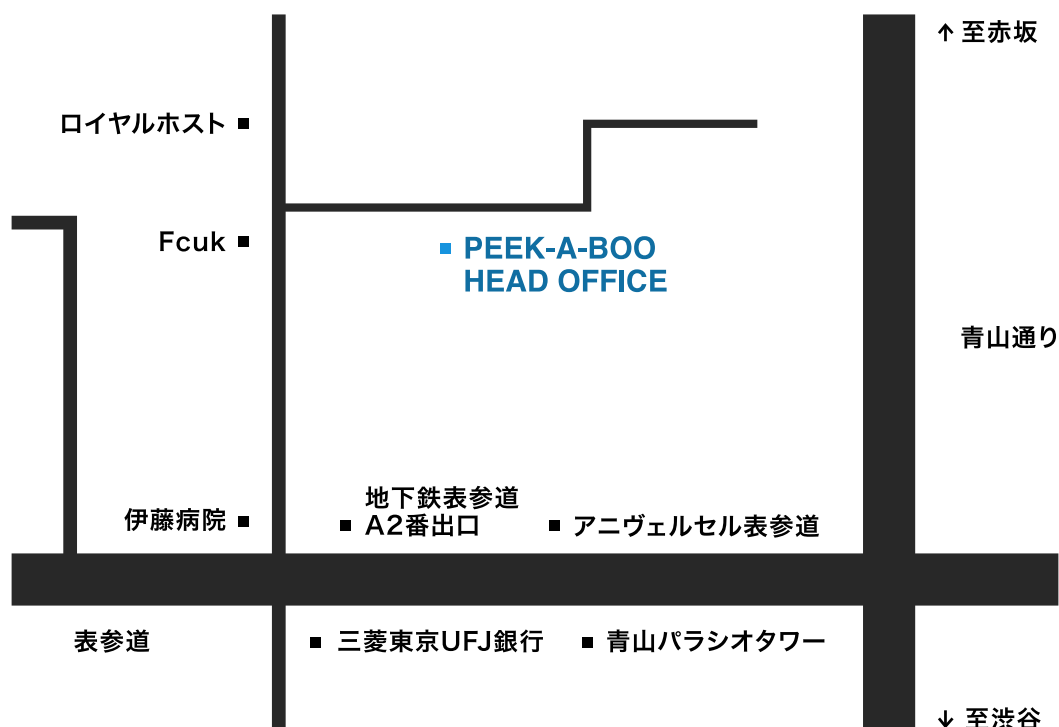 ↑ 至赤坂
ロイヤルホスト
Fcuk
PEEK-A-BOO
HEAD OFFICE
青山通り
地下鉄表参道
A2番出口
伊藤病院
アニヴェルセル表参道
表参道
三菱東京UFJ銀行
青山パラシオタワー
↓ 至渋谷